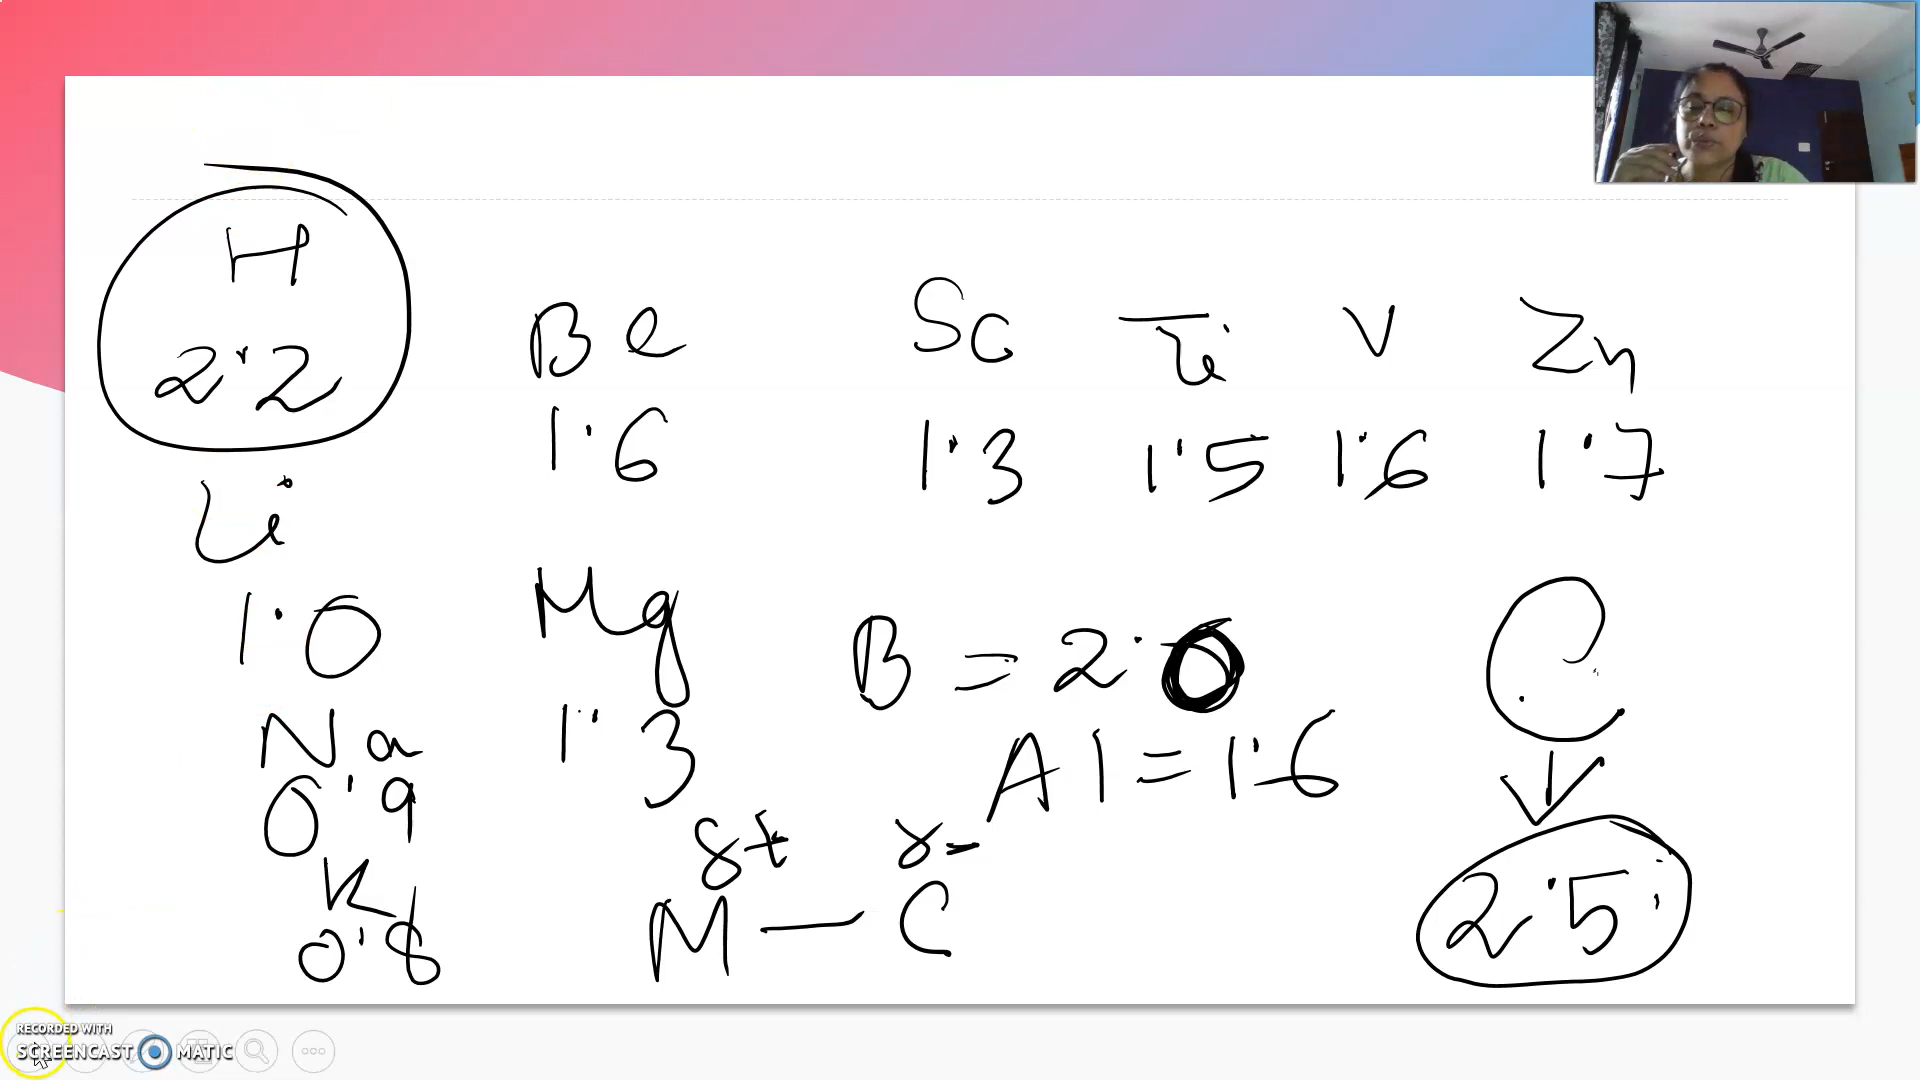 H
2.2
Be Sc Ti V Zn
1.6 1.3 1.5 1.6 1.7
Li
1.0
Mg
1.3
B = 2.0
C
Na
0.9
Al = 1.6
K
0.8
δ+ δ-
M — C
2.5
RECORDED WITH
SCREENCAST MATIC